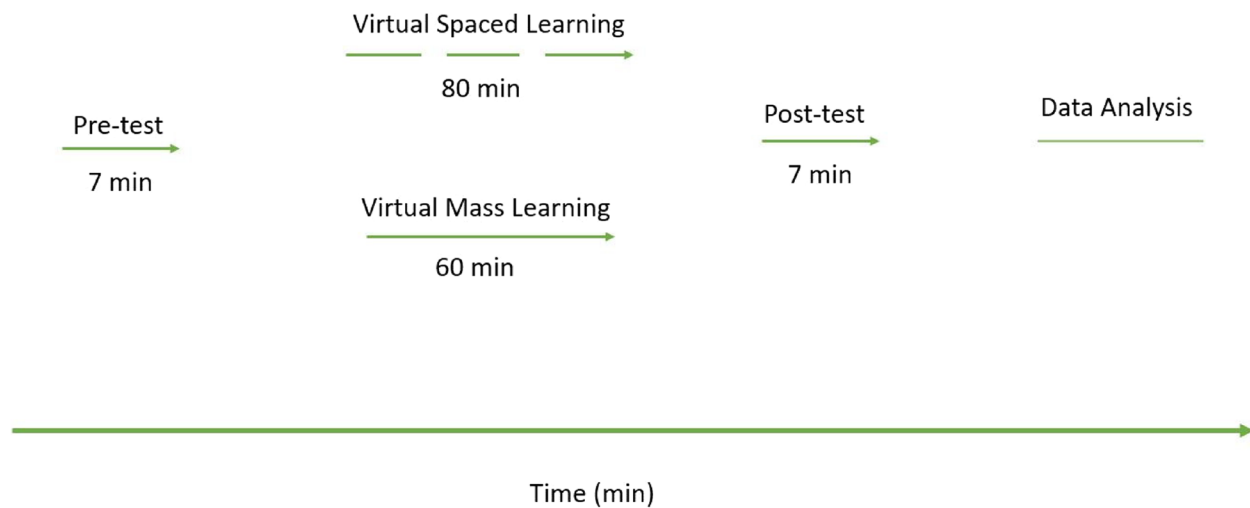 Virtual Spaced Learning
80 min
Pre-test
7 min
Virtual Mass Learning
60 min
Post-test
7 min
Data Analysis
Time (min)